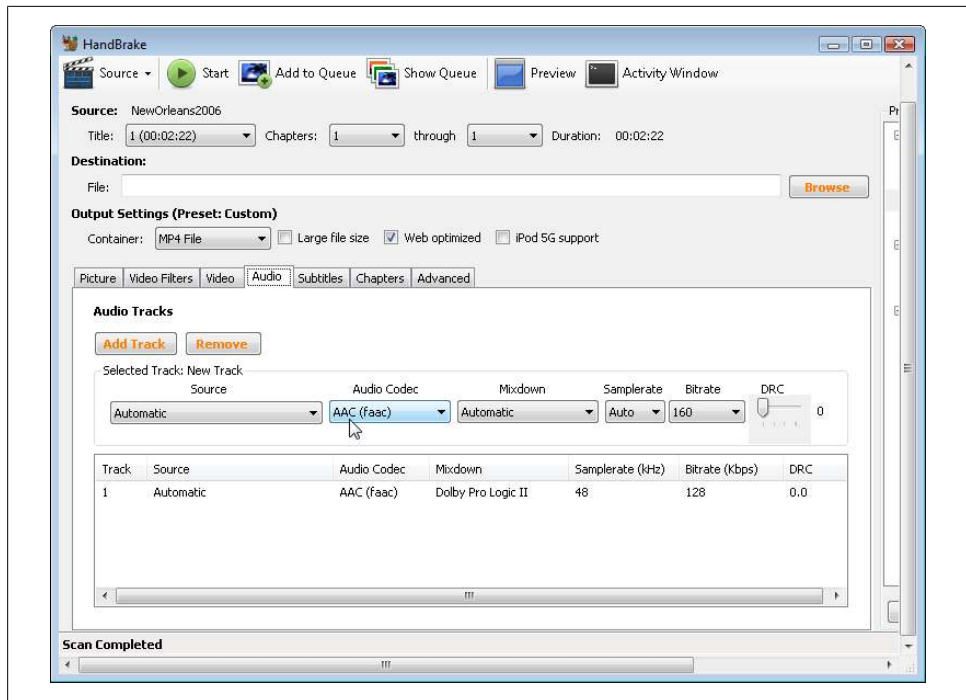 HandBrake
Source Start Add to Queue Show Queue Preview Activity Window
Source: NewOrleans2006
Title: 1 (00:02:22) Chapters: 1 through 1 Duration: 00:02:22
Destination:
File: Browse
Output Settings (Preset: Custom)
Container: MP4 File Large file size Web optimized iPod 5G support
Picture Video Filters Video Audio Subtitles Chapters Advanced
Audio Tracks
Add Track Remove
Selected Track: New Track
Source Audio Codec Mixdown Samplerate Bitrate DRC
Automatic AAC (faac) Automatic Auto 160 0
Track Source Audio Codec Mixdown Samplerate (kHz) Bitrate (Kbps) DRC
1 Automatic AAC (faac) Dolby Pro Logic II 48 128 0.0
Scan Completed